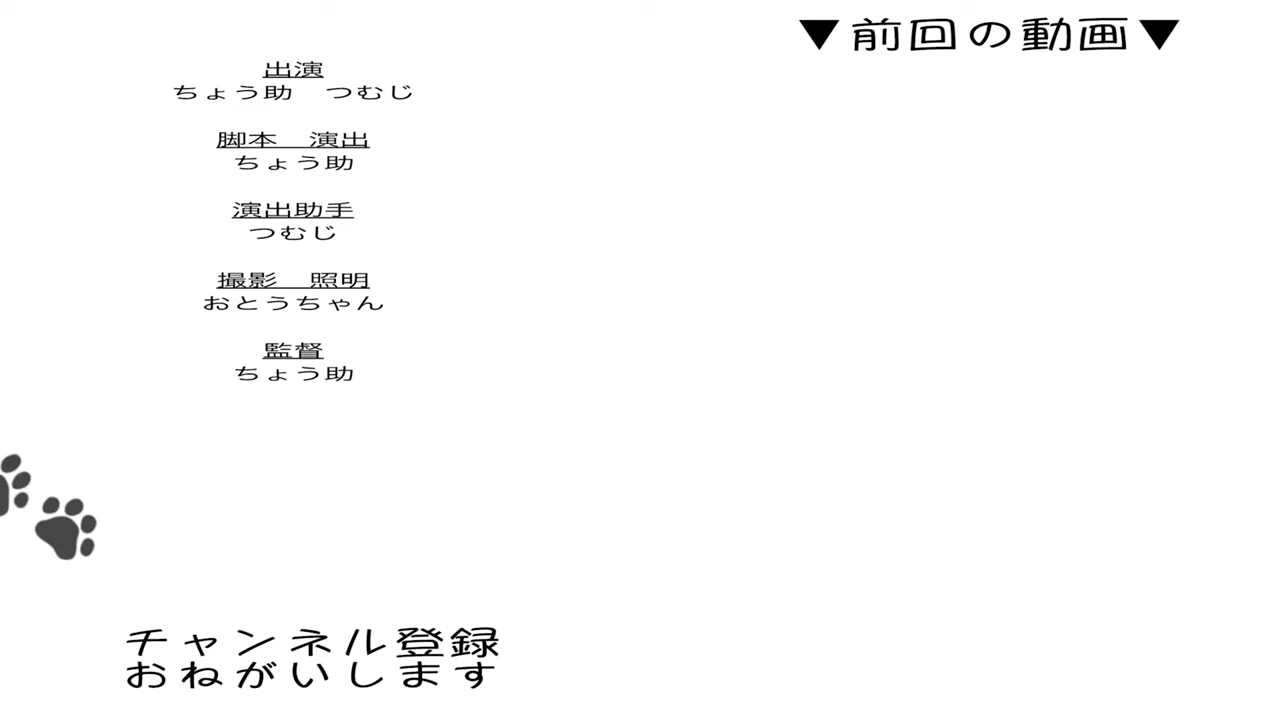 ▼前回の動画▼
出演
ちょう助　つむじ
脚本　演出
ちょう助
演出助手
つむじ
撮影　照明
おとうちゃん
監督
ちょう助
チャンネル登録
おねがいします